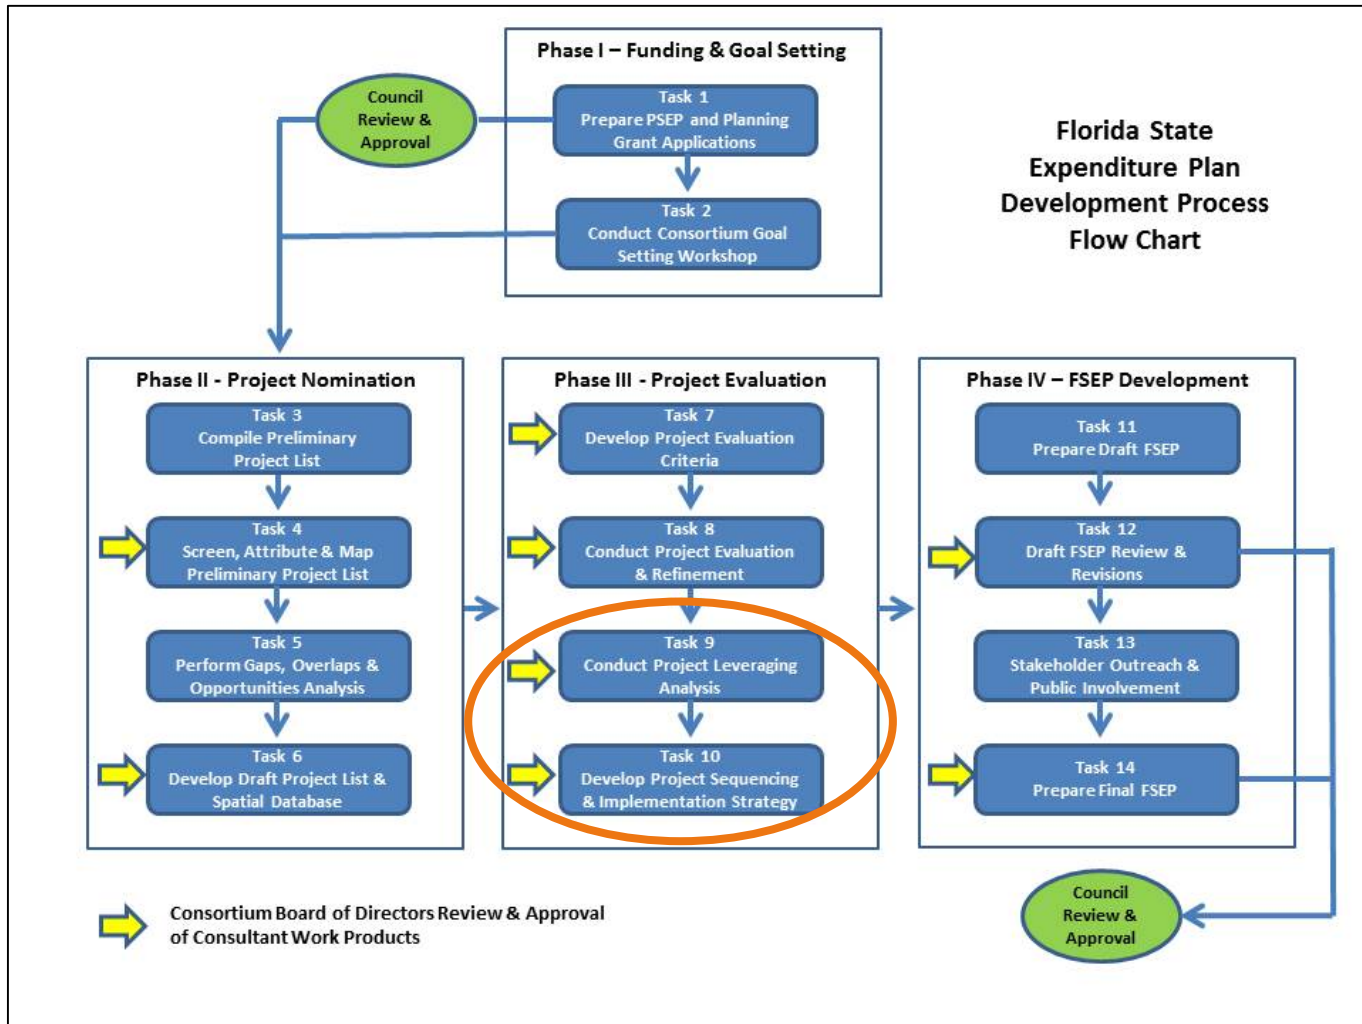 Phase I – Funding & Goal Setting
Council
Review &
Approval
Task 1
Prepare PSEP and Planning
Grant Applications
Task 2
Conduct Consortium Goal
Setting Workshop
Florida State
Expenditure Plan
Development Process
Flow Chart
Phase II - Project Nomination
Task 3
Compile Preliminary
Project List
Task 4
Screen, Attribute & Map
Preliminary Project List
Task 5
Perform Gaps, Overlaps &
Opportunities Analysis
Task 6
Develop Draft Project List &
Spatial Database
Phase III - Project Evaluation
Task 7
Develop Project Evaluation
Criteria
Task 8
Conduct Project Evaluation
& Refinement
Task 9
Conduct Project Leveraging
Analysis
Task 10
Develop Project Sequencing
& Implementation Strategy
Phase IV – FSEP Development
Task 11
Prepare Draft FSEP
Task 12
Draft FSEP Review &
Revisions
Task 13
Stakeholder Outreach &
Public Involvement
Task 14
Prepare Final FSEP
Council
Review &
Approval
Consortium Board of Directors Review & Approval
of Consultant Work Products